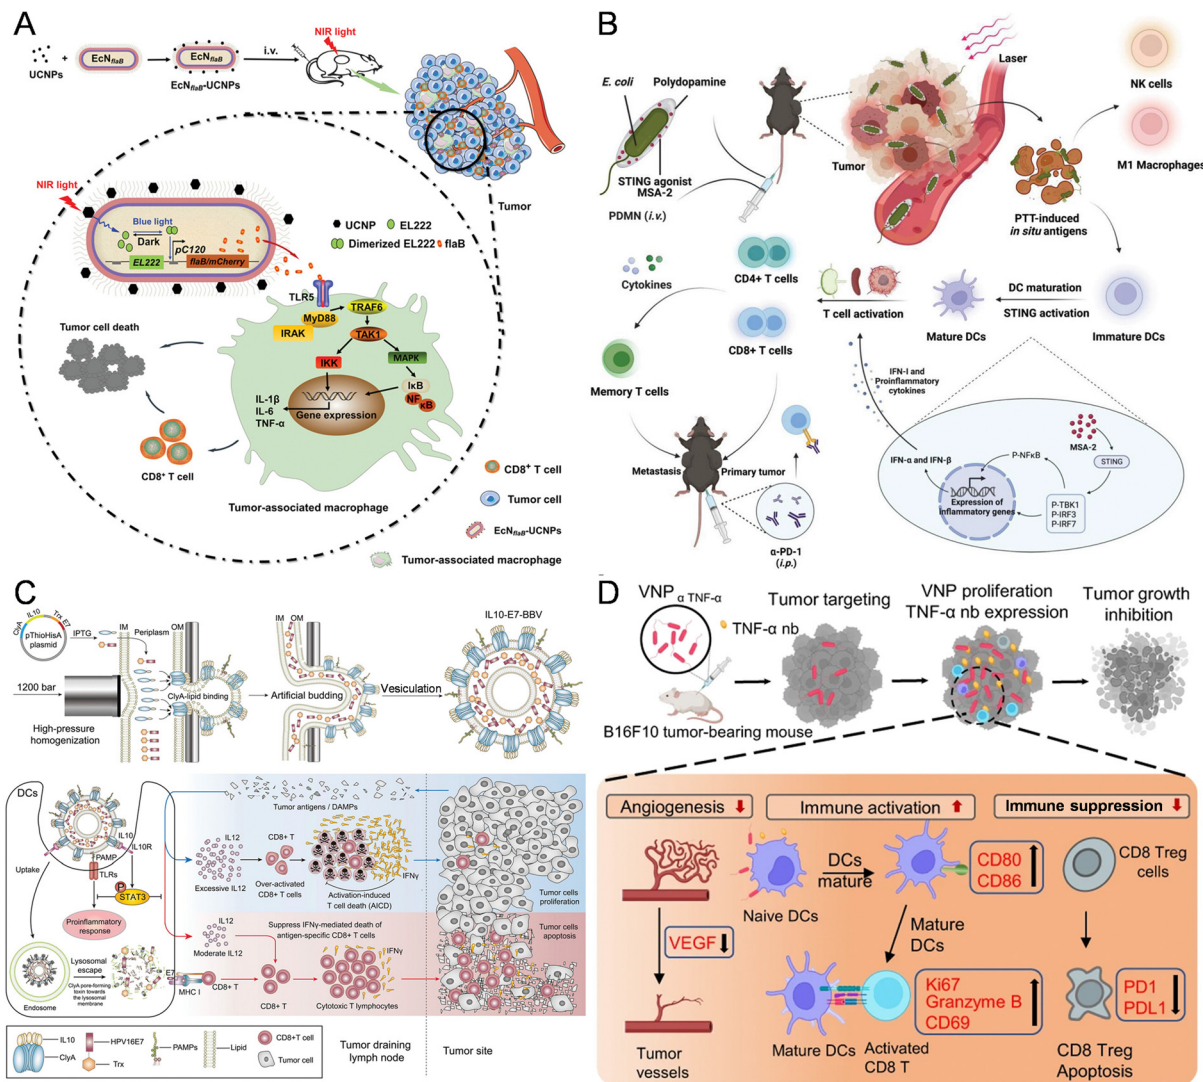 A
UCNPs
+
EcNflaB
EcNflaB
EcNflaB-UCNPs
i.v.
NIR light
Tumor
NIR light
Blue light
Dark
pC120
EL222
flaB/mCherry
UCNP
EL222
Dimerized EL222
flaB
TLR5
MyD88
TRAF6
IRAK
TAK1
IKK
MAPK
IκB
NF
κB
Gene expression
IL-1β
IL-6
TNF-α
Tumor cell death
CD8⁺ T cell
Tumor-associated macrophage
CD8⁺ T cell
Tumor cell
EcNflaB-UCNPs
Tumor-associated macrophage
B
E. coli
Polydopamine
STING agonist
MSA-2
PDMN (i.v.)
Tumor
Laser
NK cells
M1 Macrophages
PTT-induced
in situ antigens
Cytokines
CD4+ T cells
CD8+ T cells
Memory T cells
T cell activation
Mature DCs
DC maturation
STING activation
Immature DCs
IFN-I and
Proinflammatory
cytokines
Metastasis
Primary tumor
α-PD-1
(i.p.)
MSA-2
STING
P-NFκB
P-TBK1
P-IRF3
P-IRF7
IFN-α and IFN-β
Expression of
inflammatory genes
C
ClyA
IL10
Trx
E7
pThioHisA
plasmid
IPTG
IM
Periplasm
OM
1200 bar
High-pressure
homogenization
ClyA-lipid binding
IM
OM
Artificial budding
Vesiculation
IL10-E7-BBV
DCs
IL10
IL10R
PAMP
TLRs
Uptake
P
STAT3
Proinflammatory
response
Lysosomal
escape
ClyA pore-forming
toxin towards
the lysosomal
membrane
Endosome
E7
MHC I
CD8+ T
Tumor antigens / DAMPs
IL12
Excessive IL12
CD8+ T
Over-activated
CD8+ T cells
Activation-induced
T cell death (AICD)
IFNγ
Tumor cells
proliferation
IL12
Moderate IL12
Suppress IFNγ-mediated death of
antigen-specific CD8+ T cells
IFNγ
CD8+ T
Cytotoxic T lymphocytes
Tumor cells
apoptosis
IL10
ClyA
HPV16E7
Trx
PAMPs
Lipid
CD8+T cell
Tumor cell
Tumor draining
lymph node
Tumor site
D
VNP α TNF-α
TNF-α nb
B16F10 tumor-bearing mouse
Tumor targeting
VNP proliferation
TNF-α nb expression
Tumor growth
inhibition
Angiogenesis
Immune activation
Immune suppression
VEGF
Tumor
vessels
Naive DCs
DCs
mature
CD80
CD86
Mature
DCs
Mature DCs
Activated
CD8 T
Ki67
Granzyme B
CD69
CD8 Treg
cells
PD1
PDL1
CD8 Treg
Apoptosis